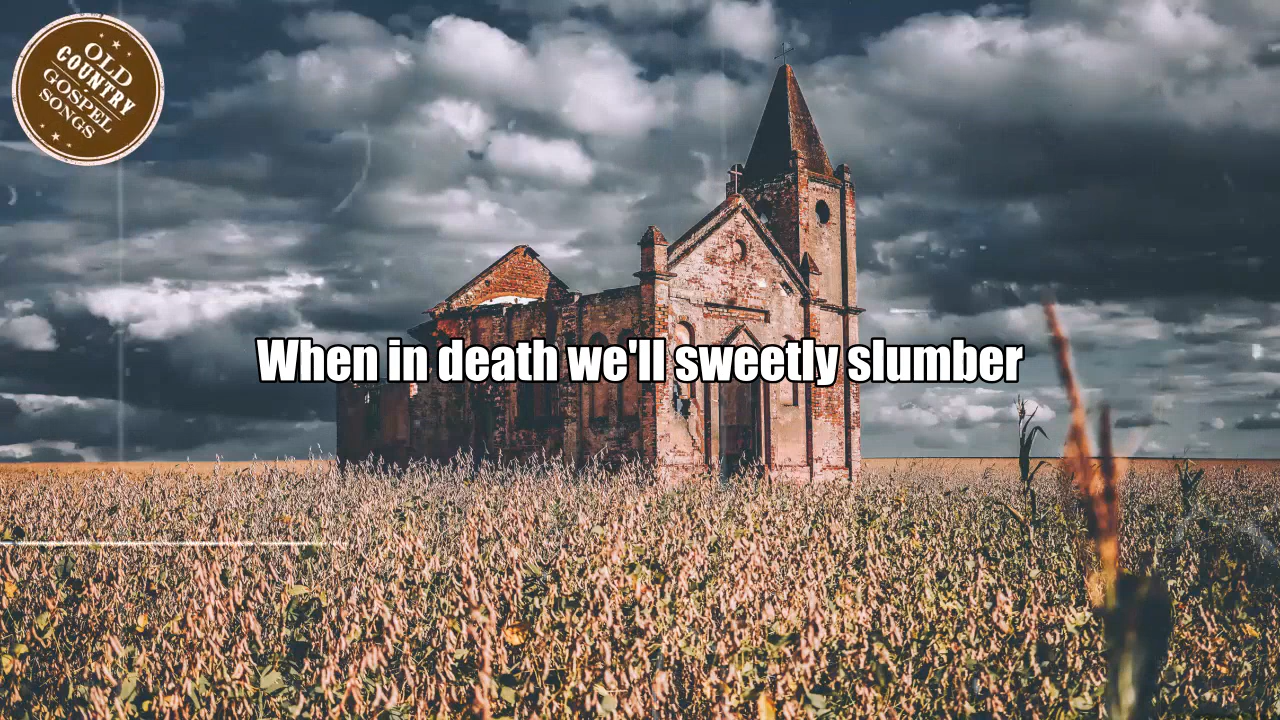 OLD
COUNTRY
GOSPEL
SONGS
When in death we'll sweetly slumber